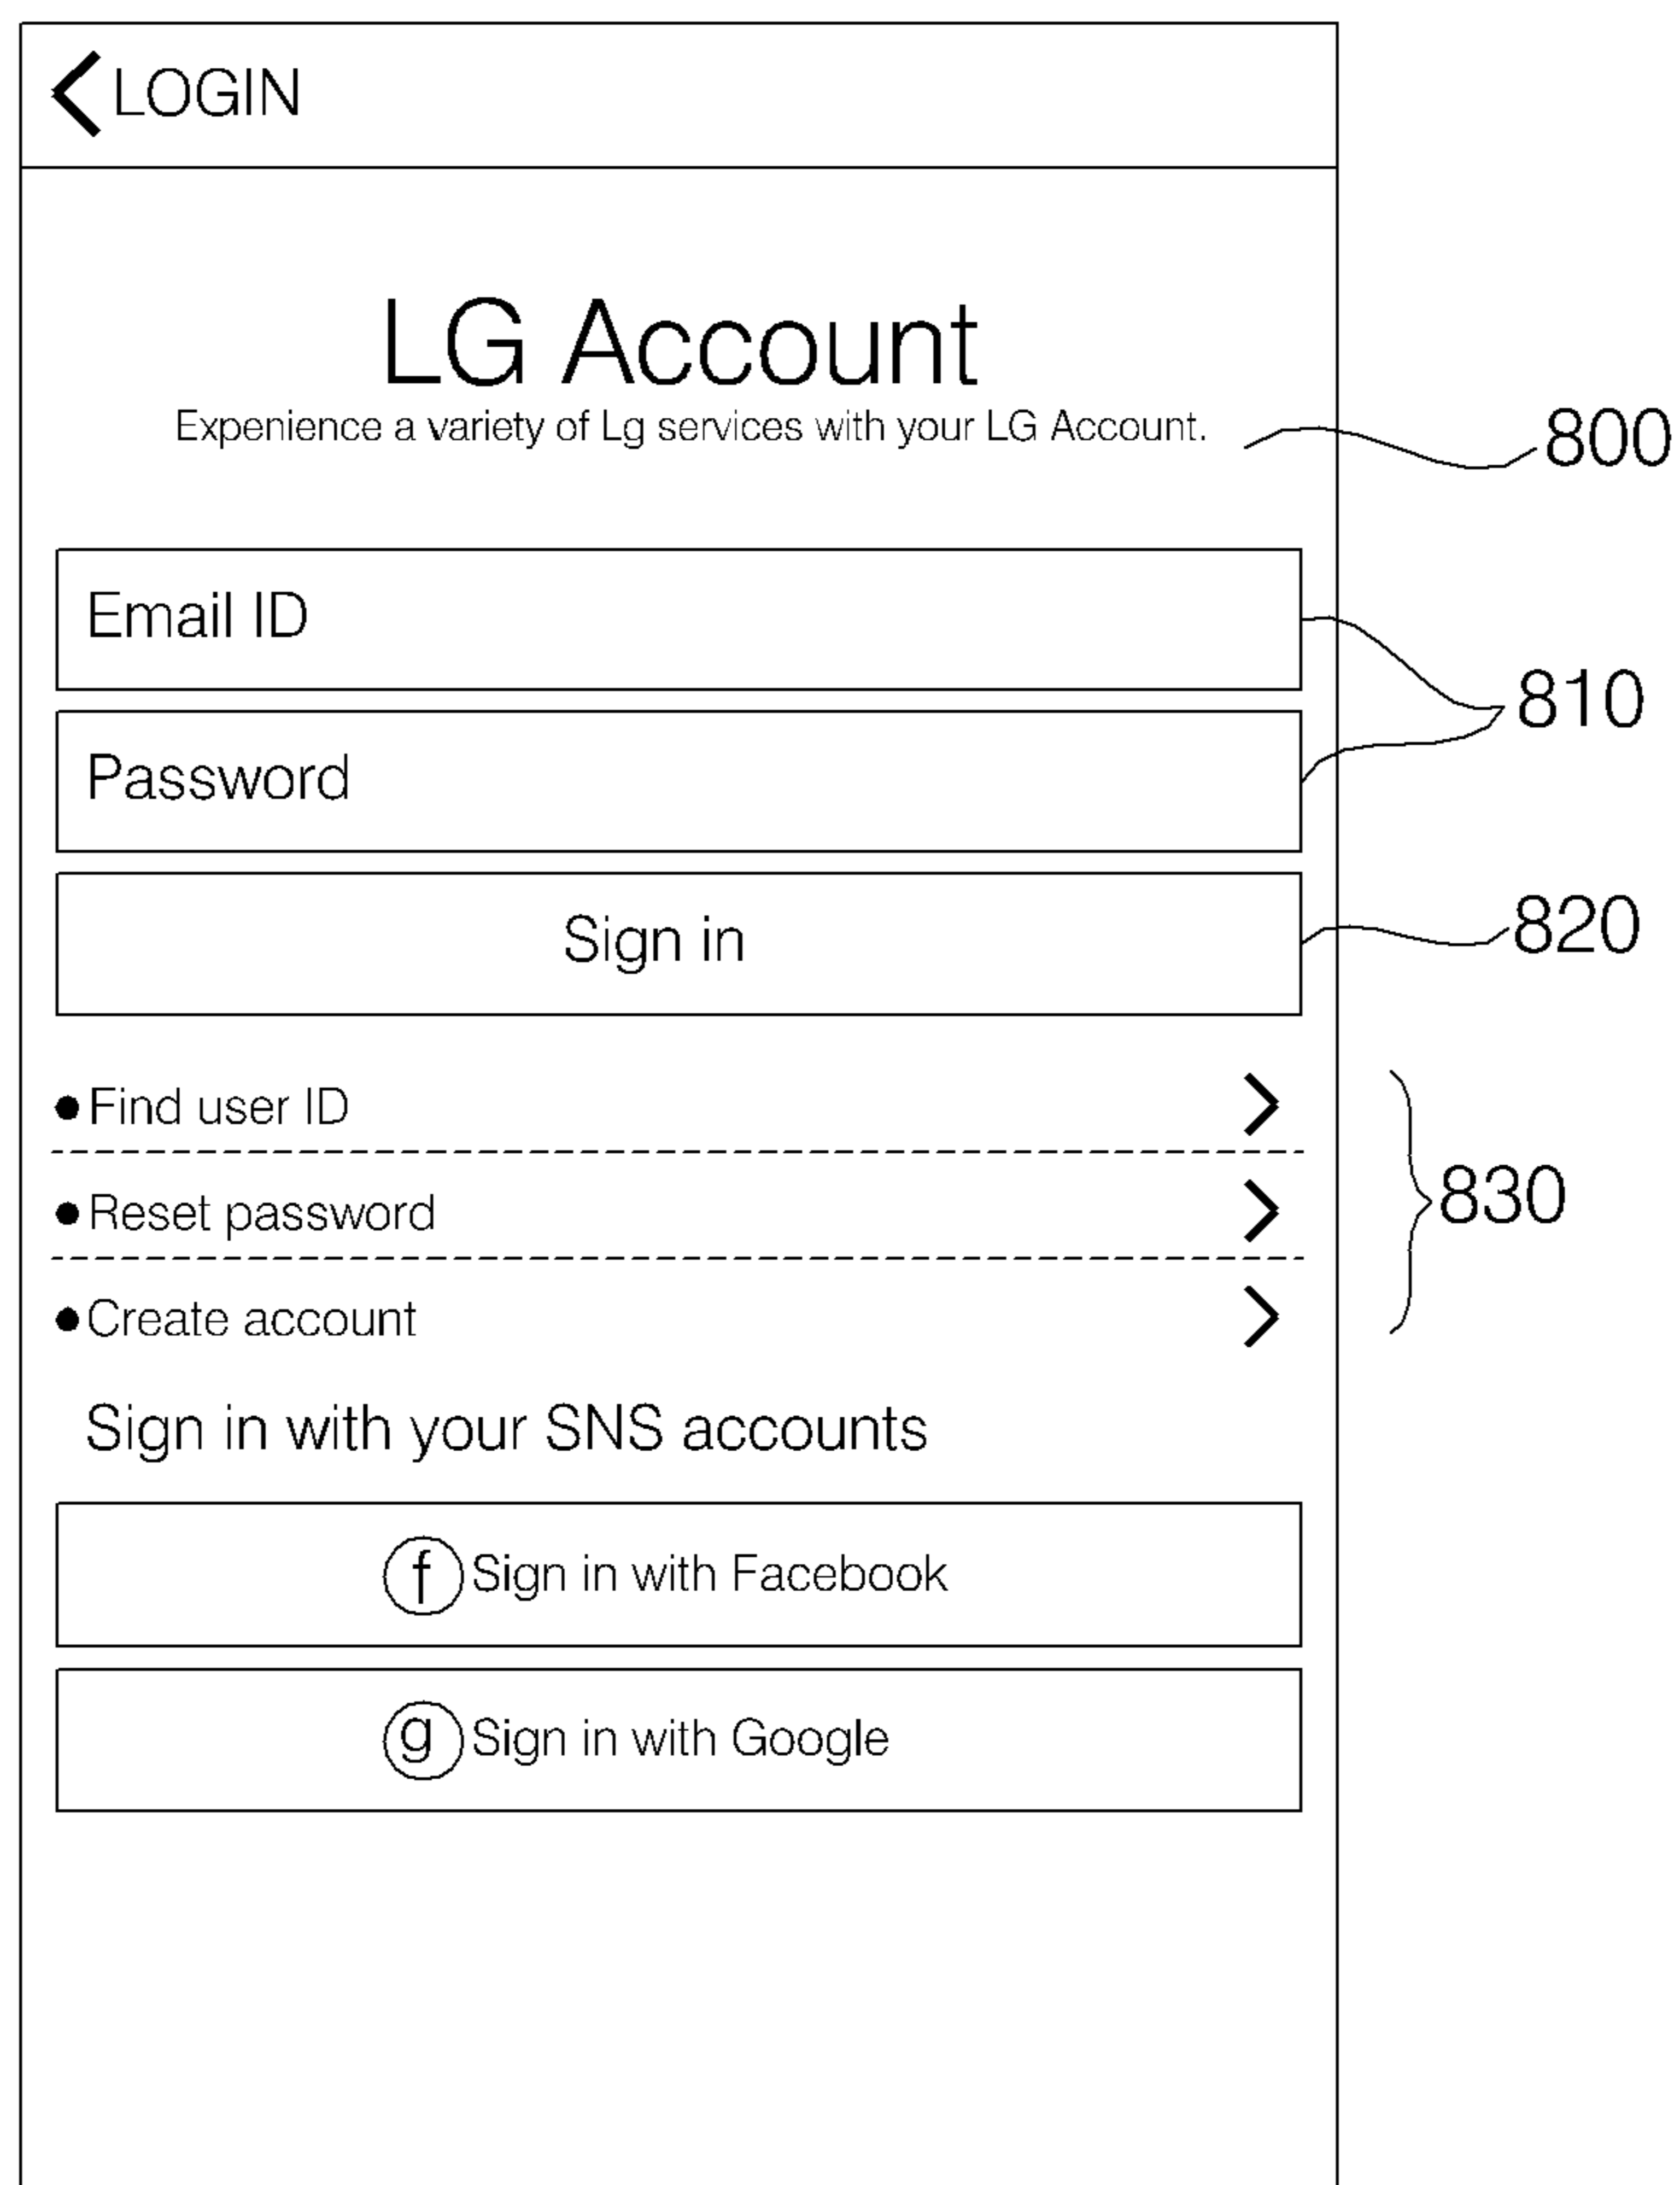 LOGIN
LG Account
Expenience a variety of Lg services with your LG Account.
800
Email ID
810
Password
Sign in
820
Find user ID
Reset password
830
Create account
Sign in with your SNS accounts
f Sign in with Facebook
g Sign in with Google